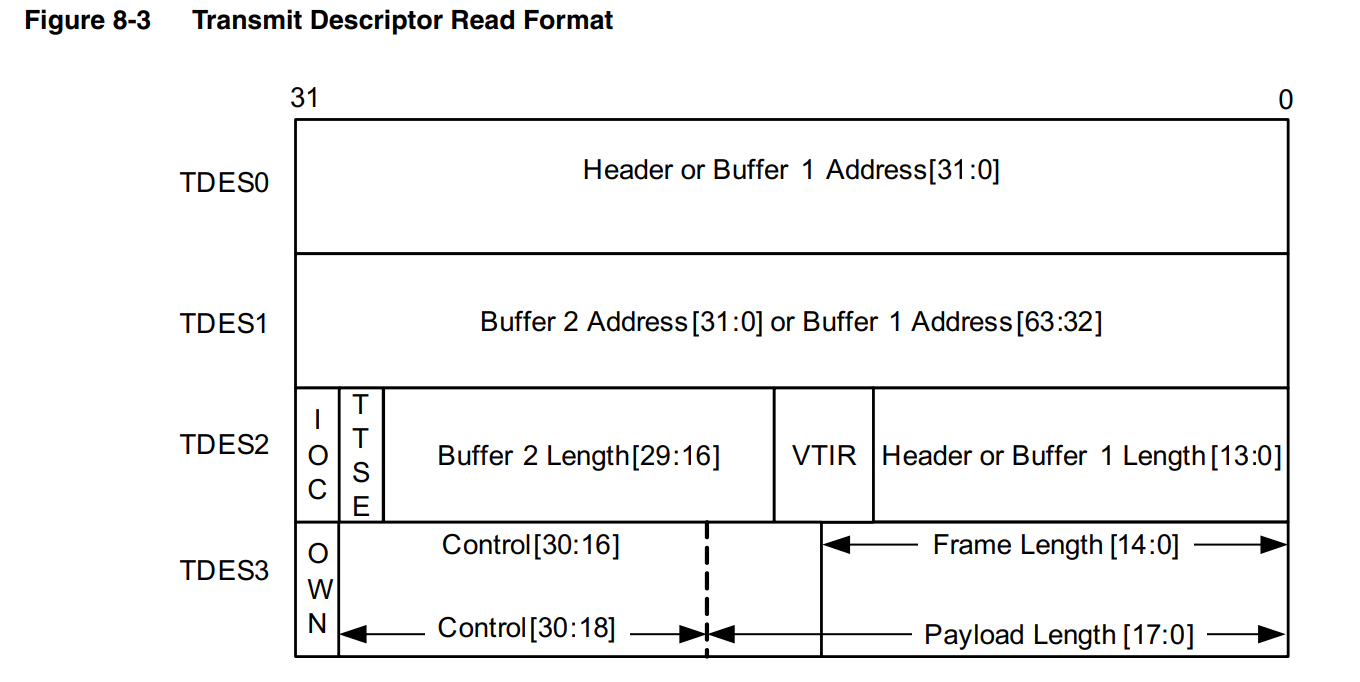 Figure 8-3 Transmit Descriptor Read Format
31 0
TDES0 Header or Buffer 1 Address[31:0]
TDES1 Buffer 2 Address[31:0] or Buffer 1 Address[63:32]
TDES2 IOC TTSE Buffer 2 Length[29:16] VTIR Header or Buffer 1 Length[13:0]
TDES3 OWN Control[30:16] Frame Length [14:0]
Control[30:18] Payload Length [17:0]